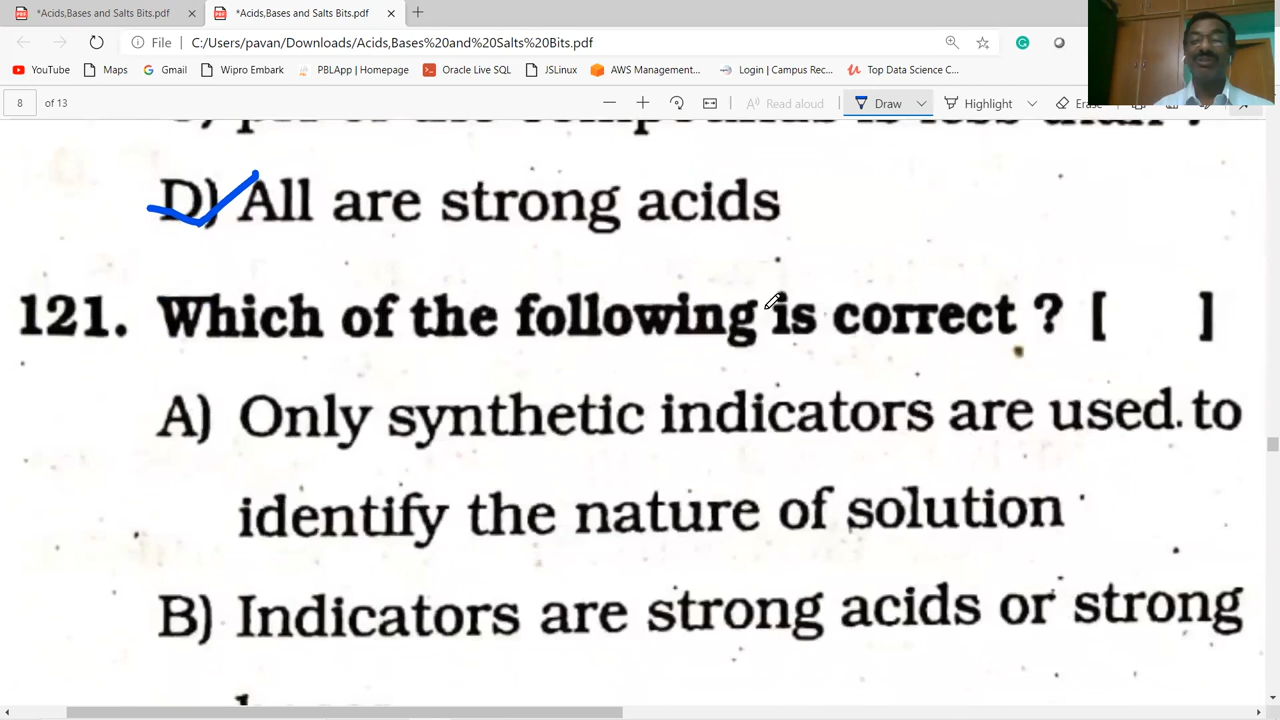 *Acids,Bases and Salts Bits.pdf
*Acids,Bases and Salts Bits.pdf
File
C:/Users/pavan/Downloads/Acids,Bases%20and%20Salts%20Bits.pdf
YouTube
Maps
Gmail
Wipro Embark
PBLApp | Homepage
Oracle Live SQL
JSLinux
AWS Management...
Login | Campus Rec...
Top Data Science C...
8 of 13
Read aloud
Draw
Highlight
Erase
D) All are strong acids
121. Which of the following is correct ? [ ]
A) Only synthetic indicators are used to
identify the nature of solution
B) Indicators are strong acids or strong